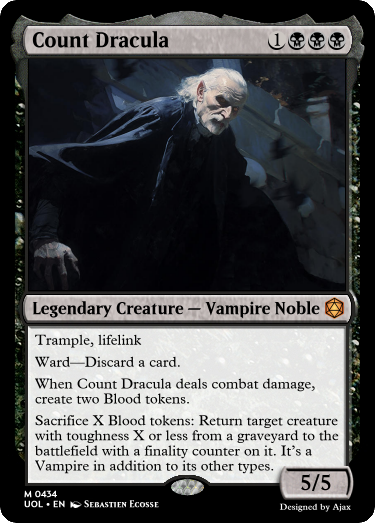 Count Dracula 1
Legendary Creature — Vampire Noble
Trample, lifelink
Ward—Discard a card.
When Count Dracula deals combat damage,
create two Blood tokens.
Sacrifice X Blood tokens: Return target creature
with toughness X or less from a graveyard to the
battlefield with a finality counter on it. It's a
Vampire in addition to its other types.
5/5
M 0434
UOL • EN Sebastien Ecosse
Designed by Ajax